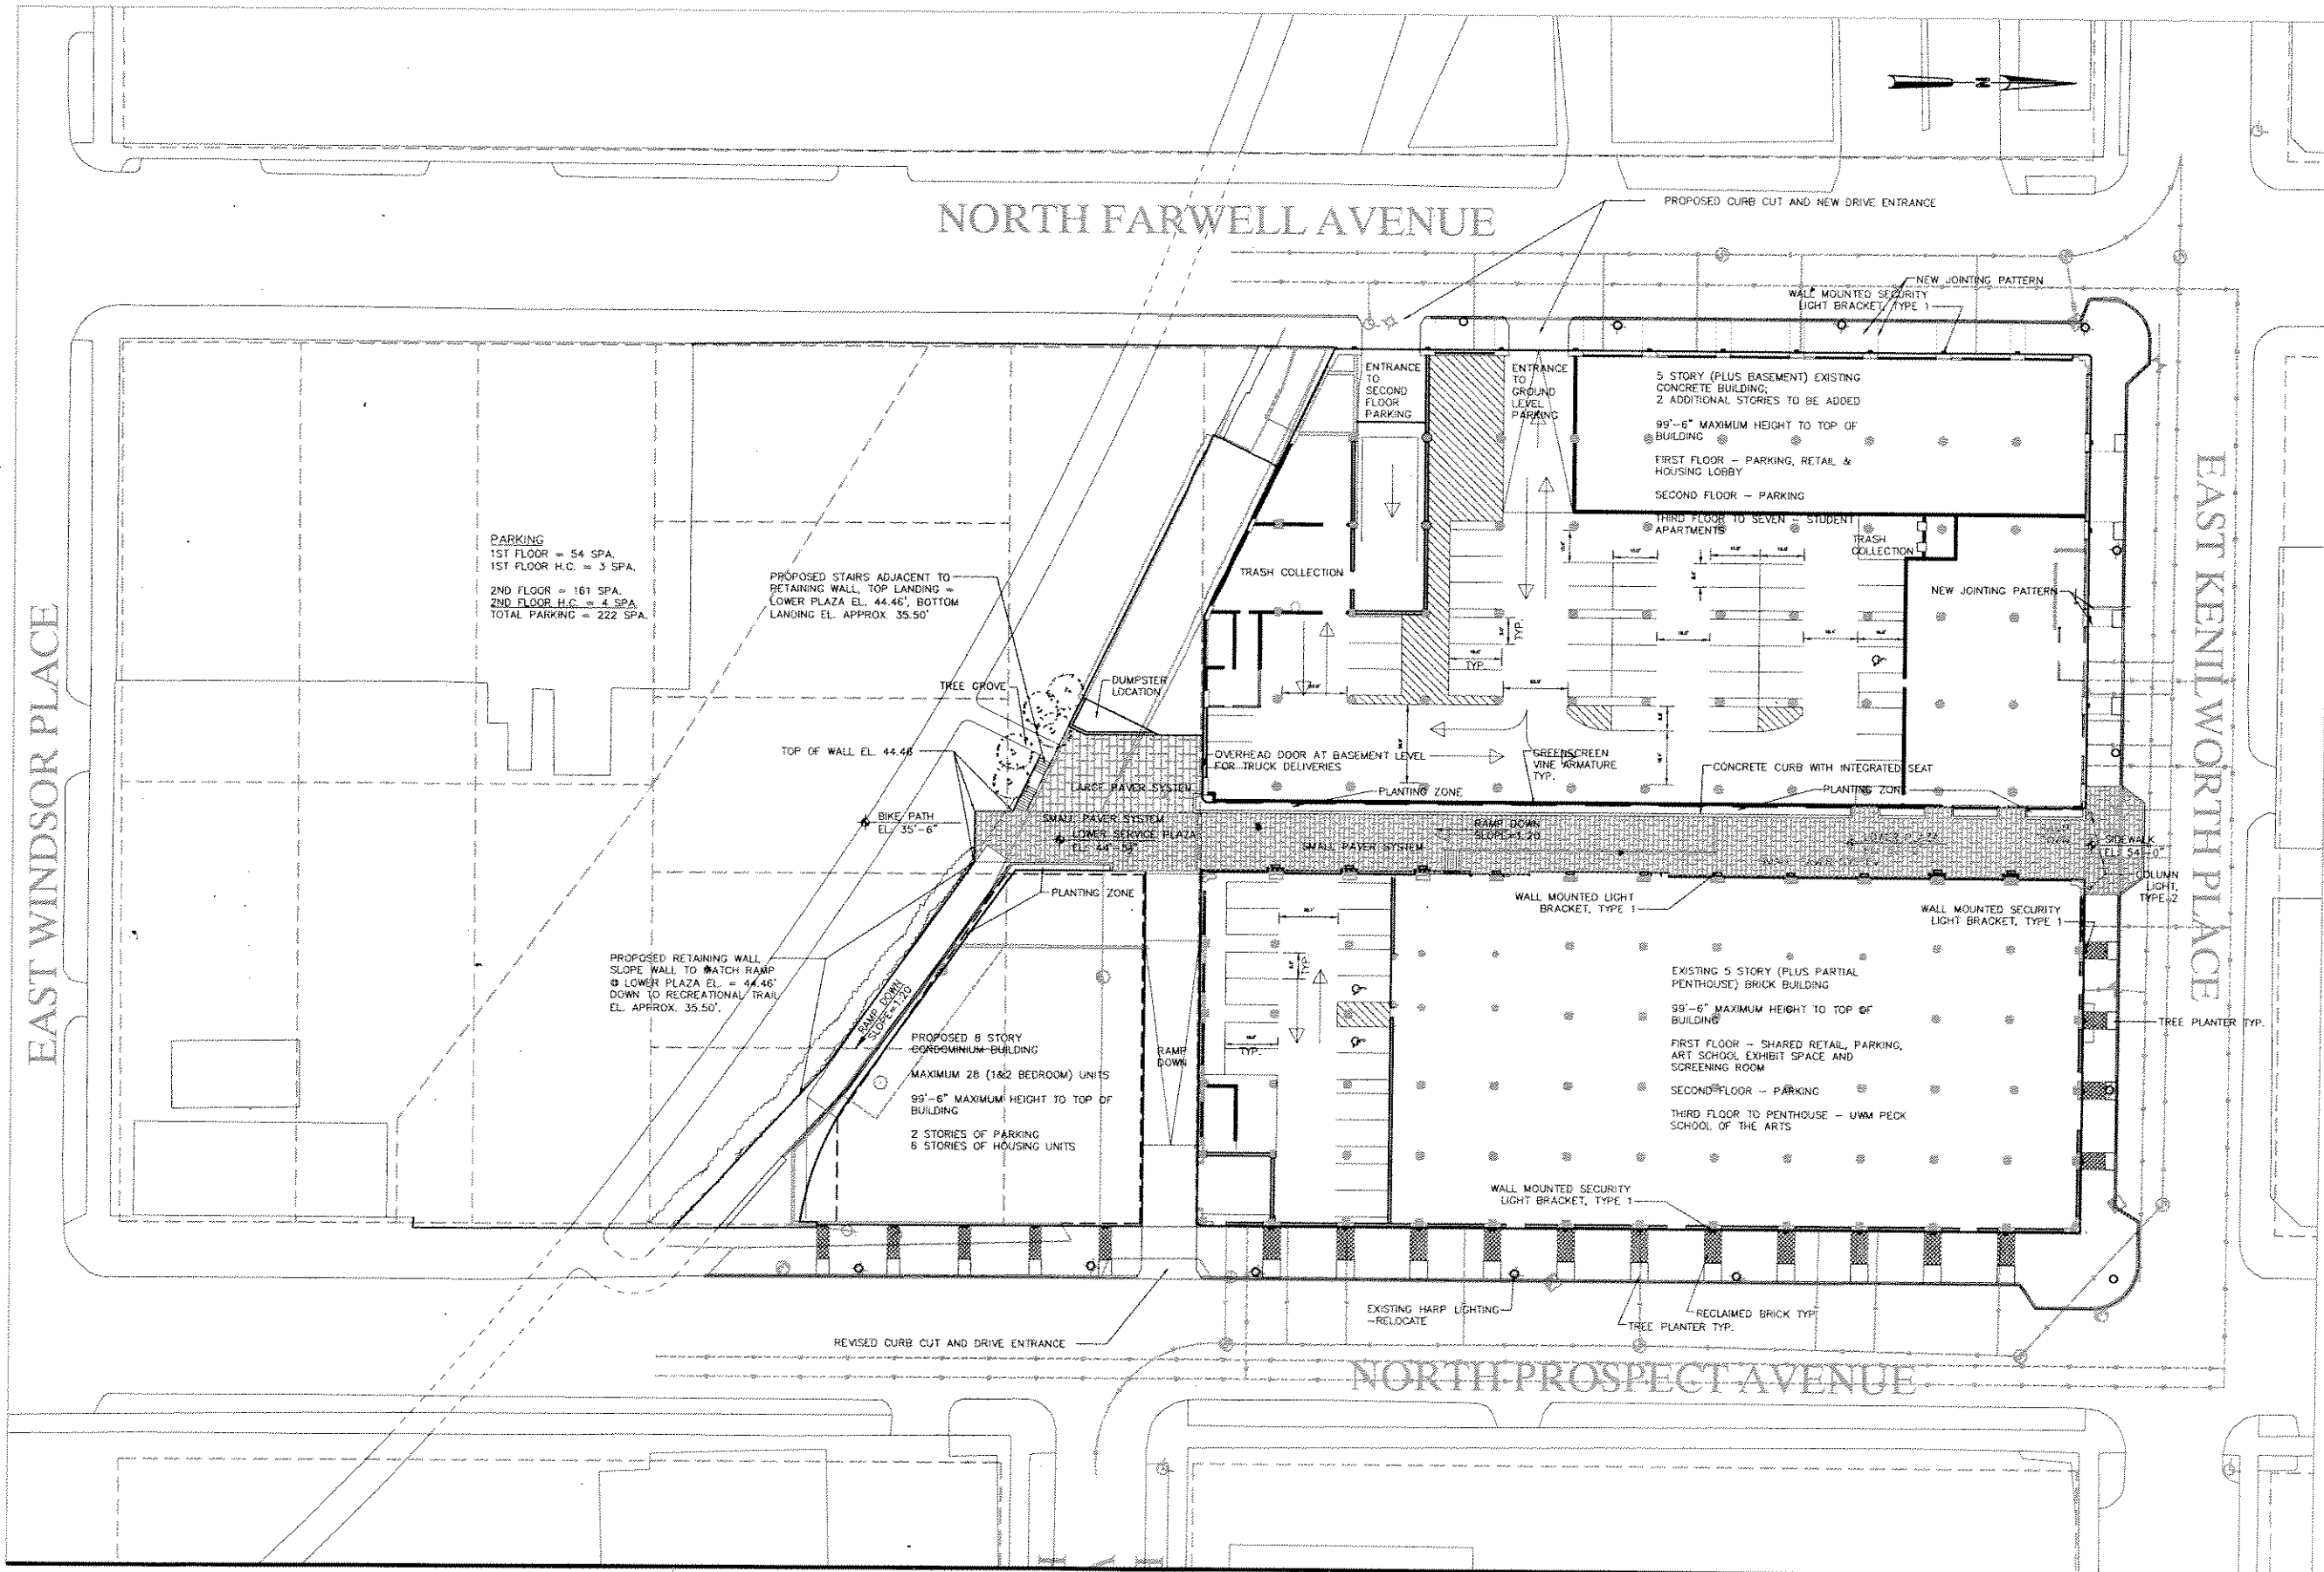 N
NORTH FARWELL AVENUE
PROPOSED CURB CUT AND NEW DRIVE ENTRANCE
NEW JOINTING PATTERN
WALL MOUNTED SECURITY
LIGHT BRACKET, TYPE 1
ENTRANCE
TO
SECOND
FLOOR
PARKING
ENTRANCE
TO
GROUND
LEVEL
PARKING
5 STORY (PLUS BASEMENT) EXISTING
CONCRETE BUILDING;
2 ADDITIONAL STORIES TO BE ADDED
99'-6" MAXIMUM HEIGHT TO TOP OF
BUILDING
FIRST FLOOR - PARKING, RETAIL &
HOUSING LOBBY
SECOND FLOOR - PARKING
THIRD FLOOR TO SEVEN - STUDENT
APARTMENTS
TRASH
COLLECTION
EAST KENILWORTH PLACE
PARKING
1ST FLOOR = 54 SPA.
1ST FLOOR H.C. = 3 SPA.
2ND FLOOR = 161 SPA.
2ND FLOOR H.C. = 4 SPA.
TOTAL PARKING = 222 SPA.
PROPOSED STAIRS ADJACENT TO
RETAINING WALL, TOP LANDING =
LOWER PLAZA EL. 44.46', BOTTOM
LANDING EL. APPROX. 35.50'
TRASH COLLECTION
NEW JOINTING PATTERN
TYP.
TYP.
EAST WINDSOR PLACE
TREE GROVE
DUMPSTER
LOCATION
TOP OF WALL EL. 44.46
OVERHEAD DOOR AT BASEMENT LEVEL
FOR TRUCK DELIVERIES
GREENSCREEN
VINE ARMATURE
TYP.
CONCRETE CURB WITH INTEGRATED SEAT
LARGE PAVER SYSTEM
PLANTING ZONE
PLANTING ZONE
BIKE PATH
EL: 35'-6"
SMALL PAVER SYSTEM
LOWER SERVICE PLAZA
RAMP DOWN
SLOPE=1:20
SMALL PAVER SYSTEM
SIDEWALK
EL: 54'-0"
COLUMN
LIGHT,
TYPE 2
PLANTING ZONE
WALL MOUNTED LIGHT
BRACKET, TYPE 1
WALL MOUNTED SECURITY
LIGHT BRACKET, TYPE 1
PROPOSED RETAINING WALL
SLOPE WALL TO MATCH RAMP
@ LOWER PLAZA EL. = 44.46'
DOWN TO RECREATIONAL TRAIL
EL. APPROX. 35.50'.
RAMP DOWN
SLOPE=1:20
EXISTING 5 STORY (PLUS PARTIAL
PENTHOUSE) BRICK BUILDING
99'-6" MAXIMUM HEIGHT TO TOP OF
BUILDING
FIRST FLOOR - SHARED RETAIL, PARKING,
ART SCHOOL EXHIBIT SPACE AND
SCREENING ROOM
SECOND FLOOR - PARKING
THIRD FLOOR TO PENTHOUSE - UWM PECK
SCHOOL OF THE ARTS
TREE PLANTER TYP.
PROPOSED 8 STORY
CONDOMINIUM BUILDING
MAXIMUM 28 (1&2 BEDROOM) UNITS
99'-6" MAXIMUM HEIGHT TO TOP OF
BUILDING
2 STORIES OF PARKING
6 STORIES OF HOUSING UNITS
RAMP
DOWN
TYP.
TYP.
WALL MOUNTED SECURITY
LIGHT BRACKET, TYPE 1
EXISTING HARP LIGHTING
-RELOCATE
RECLAIMED BRICK TYP.
TREE PLANTER TYP.
REVISED CURB CUT AND DRIVE ENTRANCE
NORTH PROSPECT AVENUE